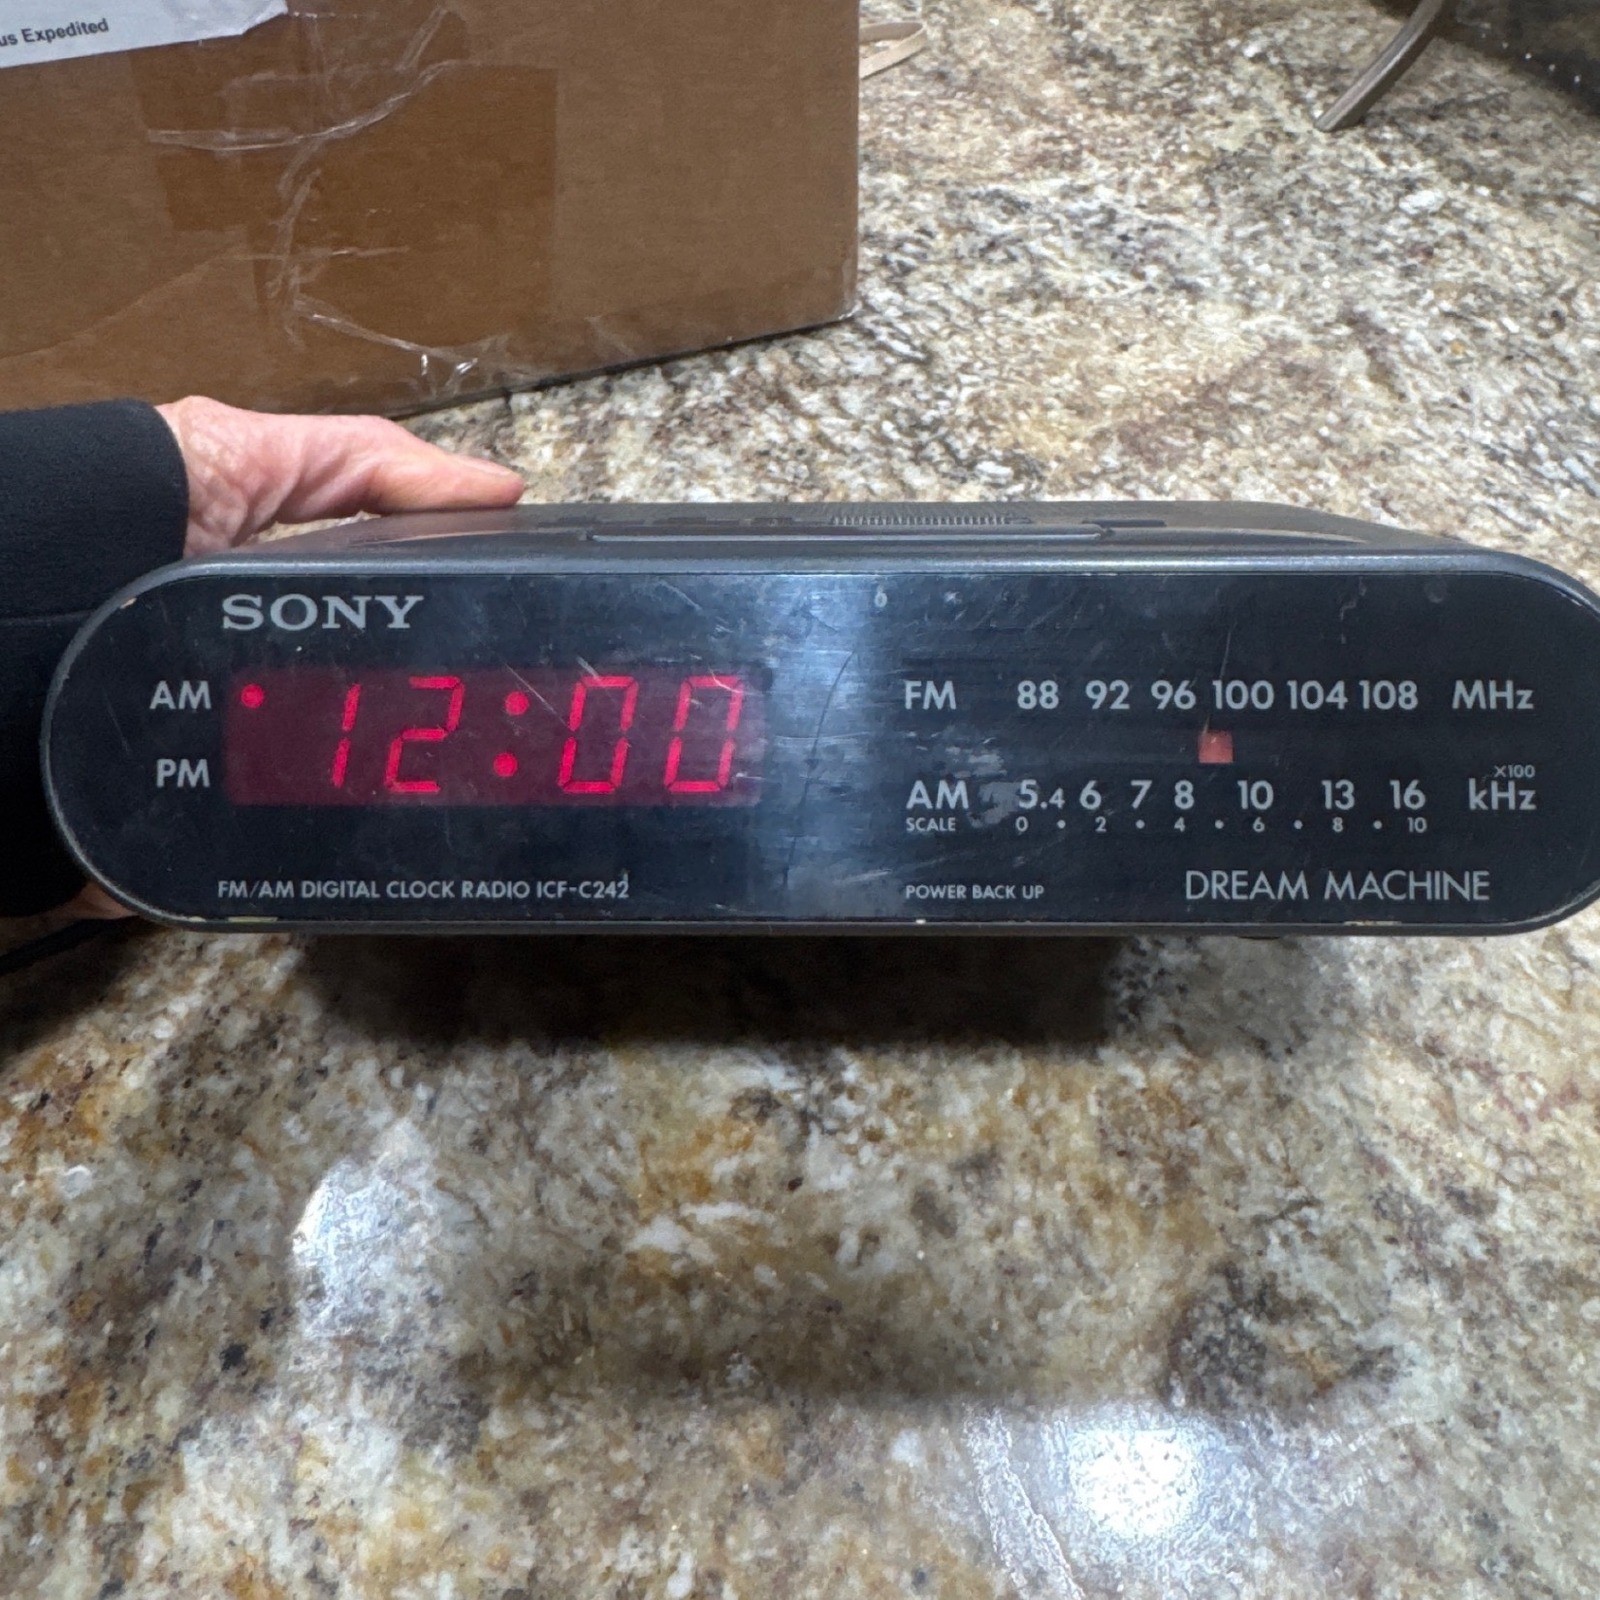 us Expedited
SONY
AM 12:00
PM
FM 88 92 96 100 104 108 MHz
AM 5.4 6 7 8 10 13 16 kHz X100
SCALE 0 • 2 • 4 • 6 • 8 • 10
FM/AM DIGITAL CLOCK RADIO ICF-C242
POWER BACK UP
DREAM MACHINE